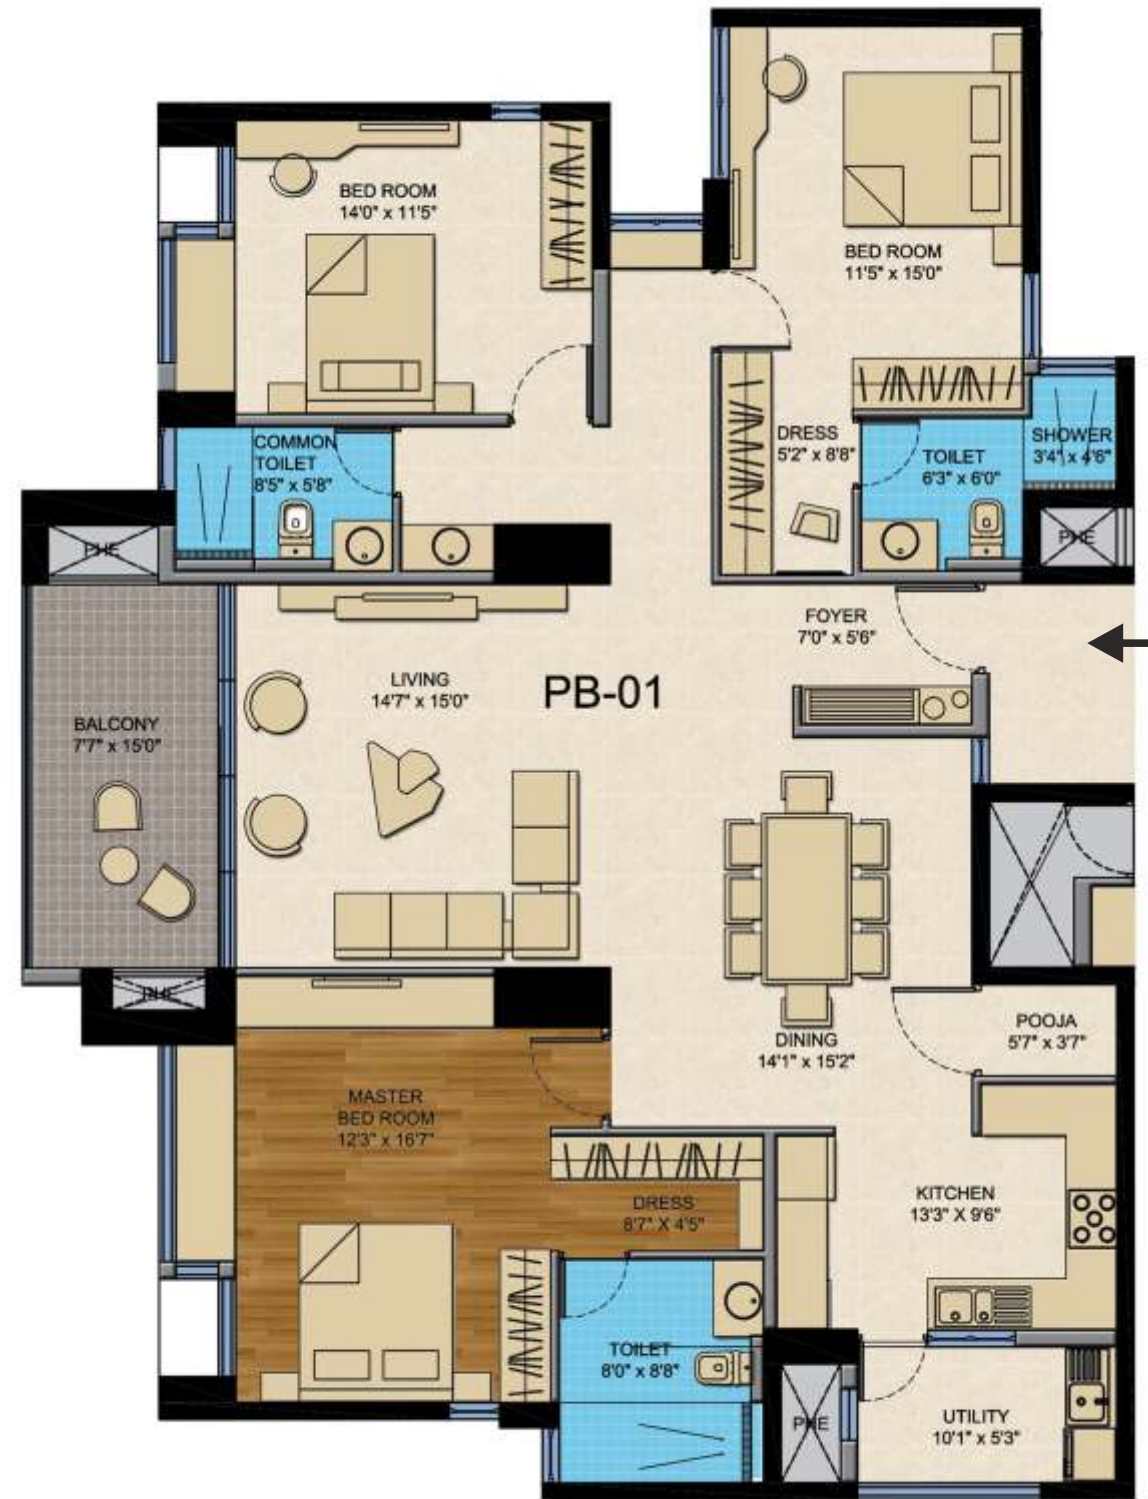 BED ROOM
14'0" x 11'5"
BED ROOM
11'5" x 15'0"
COMMON
TOILET
8'5" x 5'8"
DRESS
5'2" x 8'8"
TOILET
6'3" x 6'0"
SHOWER
3'4" x 4'6"
PHE
PHE
FOYER
7'0" x 5'6"
LIVING
14'7" x 15'0"
PB-01
BALCONY
7'7" x 15'0"
PHE
POOJA
5'7" x 3'7"
DINING
14'1" x 15'2"
MASTER
BED ROOM
12'3" x 16'7"
DRESS
8'7" X 4'5"
KITCHEN
13'3" X 9'6"
TOILET
8'0" x 8'8"
PHE
UTILITY
10'1" x 5'3"